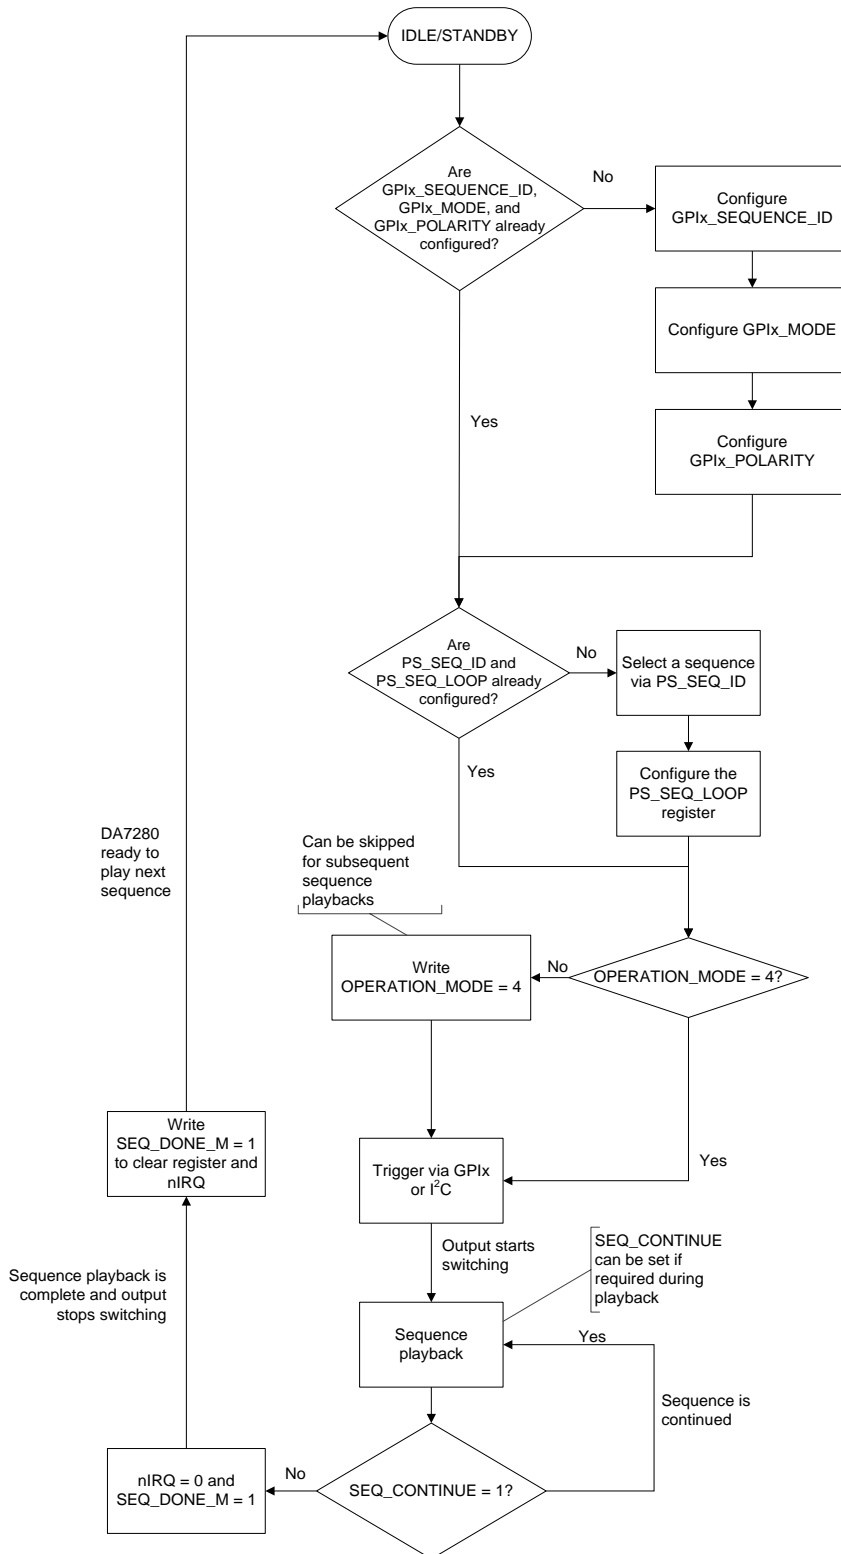 IDLE/STANDBY
Are
GPIx_SEQUENCE_ID,
GPIx_MODE, and
GPIx_POLARITY already
configured?
No
Configure
GPIx_SEQUENCE_ID
Configure GPIx_MODE
Configure
GPIx_POLARITY
Yes
Are
PS_SEQ_ID and
PS_SEQ_LOOP already
configured?
No
Select a sequence
via PS_SEQ_ID
Configure the
PS_SEQ_LOOP
register
Yes
DA7280
ready to
play next
sequence
Can be skipped
for subsequent
sequence
playbacks
OPERATION_MODE = 4?
No
Write
OPERATION_MODE = 4
Yes
Trigger via GPIx
or I²C
Write
SEQ_DONE_M = 1
to clear register and
nIRQ
Output starts
switching
SEQ_CONTINUE
can be set if
required during
playback
Sequence
playback
Yes
Sequence is
continued
Sequence playback is
complete and output
stops switching
SEQ_CONTINUE = 1?
No
nIRQ = 0 and
SEQ_DONE_M = 1